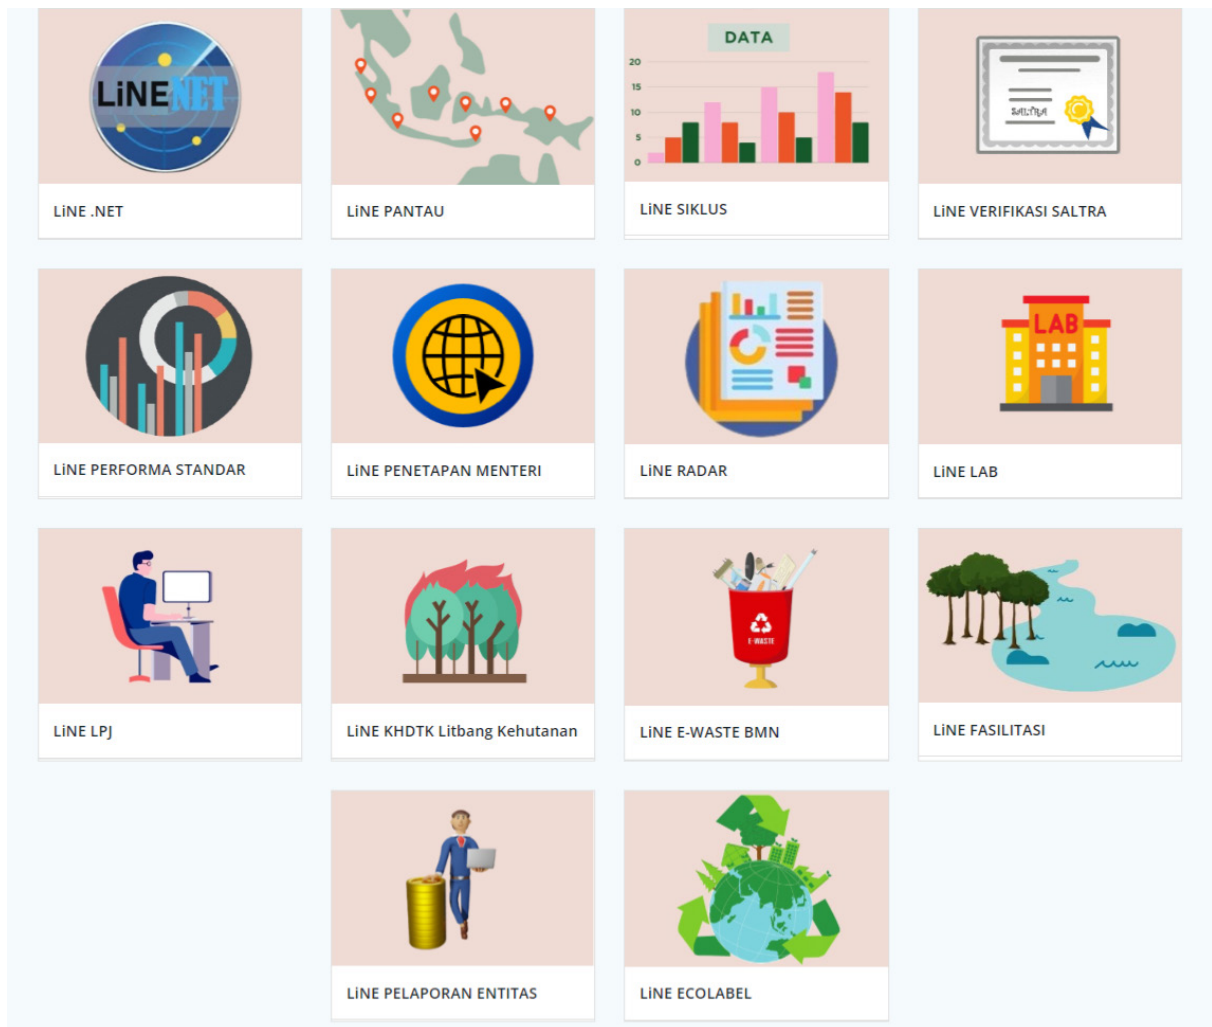 LiNENET
DATA
20
15
10
5
0
SALTRA
LiNE .NET
LiNE PANTAU
LiNE SIKLUS
LiNE VERIFIKASI SALTRA
LAB
LiNE PERFORMA STANDAR
LiNE PENETAPAN MENTERI
LiNE RADAR
LiNE LAB
E-WASTE
LiNE LPJ
LiNE KHDTK Litbang Kehutanan
LiNE E-WASTE BMN
LiNE FASILITASI
LiNE PELAPORAN ENTITAS
LiNE ECOLABEL